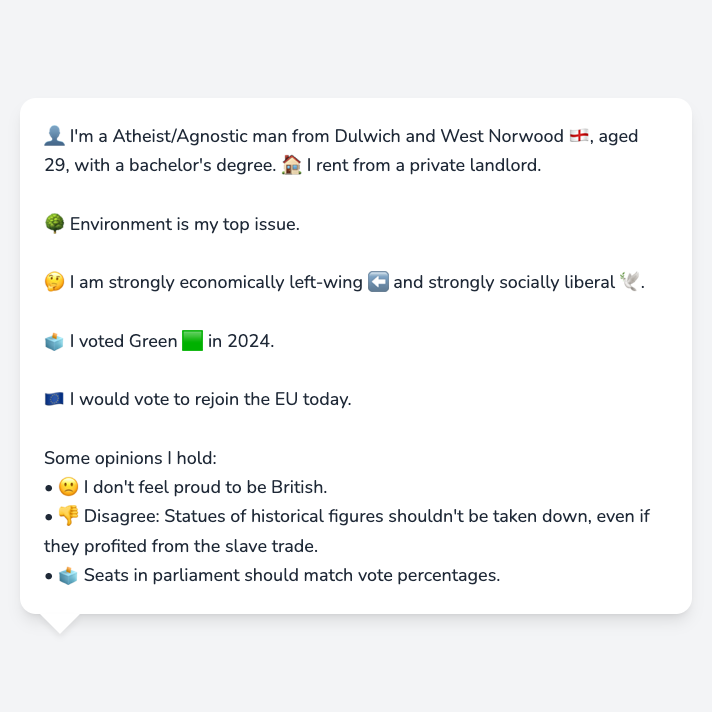 👤 I'm a Atheist/Agnostic man from Dulwich and West Norwood 🏴󠁧󠁢󠁥󠁮󠁧󠁿, aged
29, with a bachelor's degree. 🏠 I rent from a private landlord.
🌳 Environment is my top issue.
🤔 I am strongly economically left-wing ⬅️ and strongly socially liberal 🕊️.
🗳️ I voted Green 🟩 in 2024.
🇪🇺 I would vote to rejoin the EU today.
Some opinions I hold:
• 🙁 I don't feel proud to be British.
• 👎 Disagree: Statues of historical figures shouldn't be taken down, even if
they profited from the slave trade.
• 🗳️ Seats in parliament should match vote percentages.